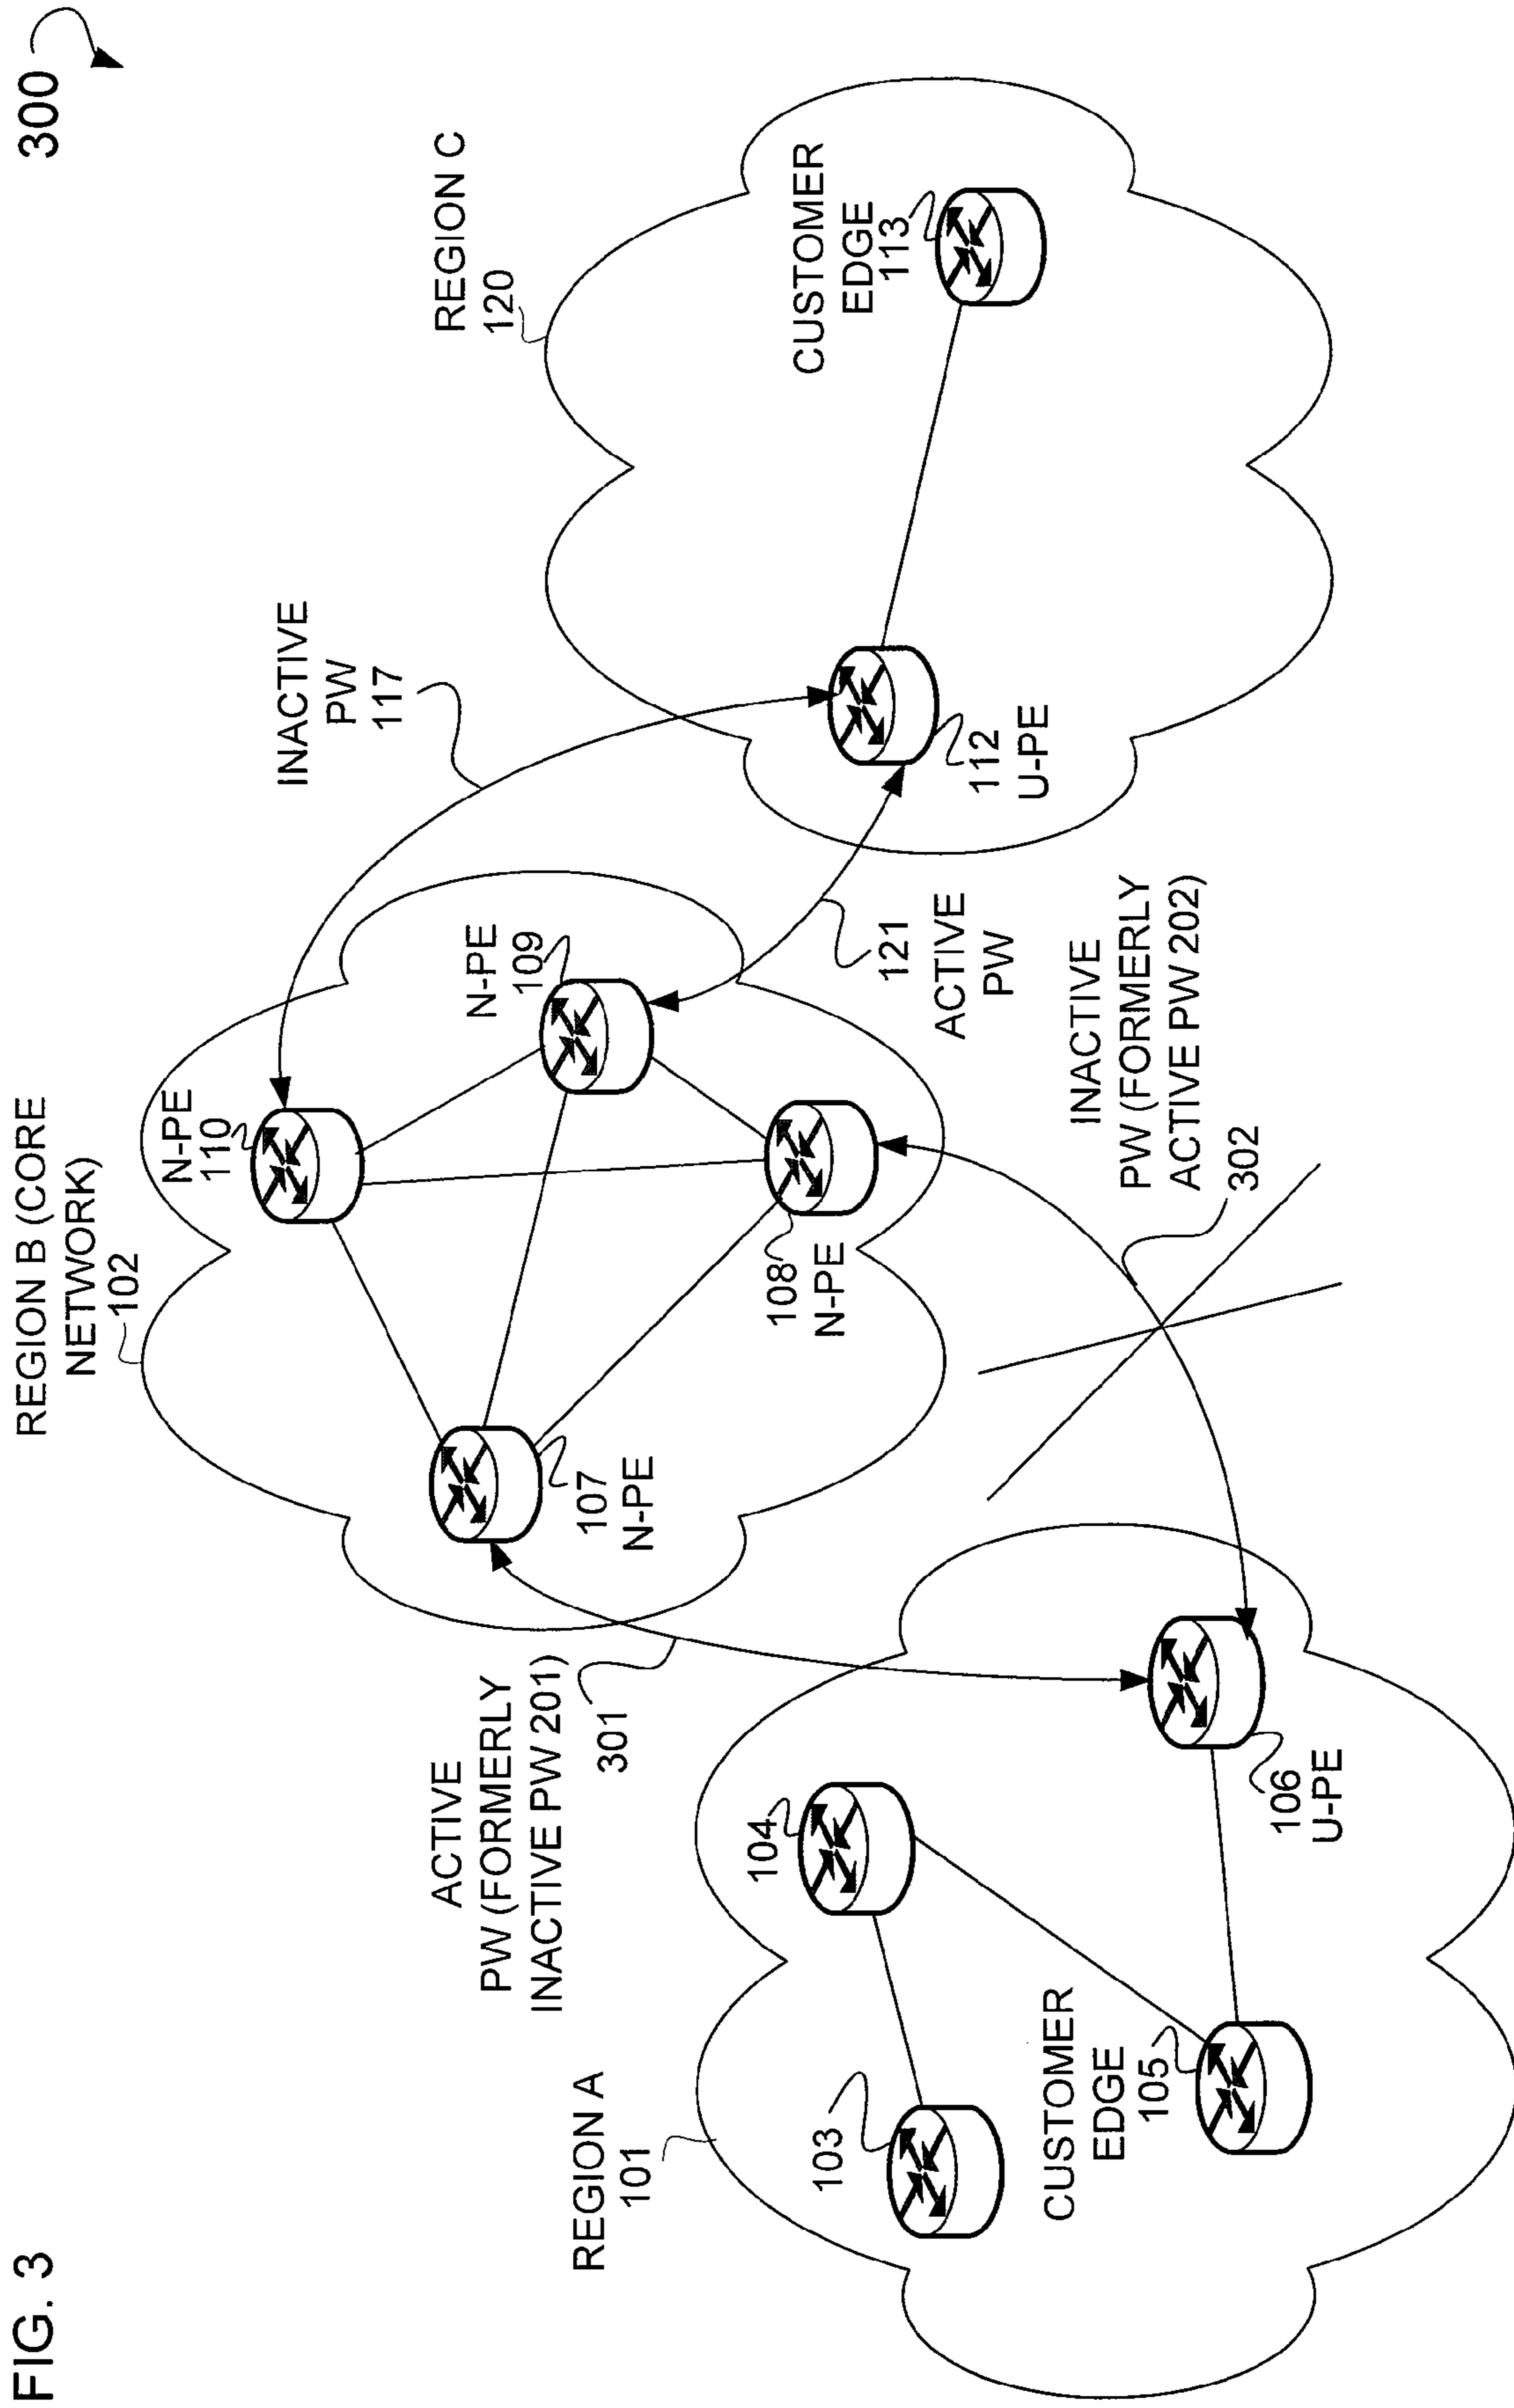 FIG. 3
300
REGION B (CORE
NETWORK)
102
N-PE
110
INACTIVE
PW
117
REGION C
120
N-PE
109
CUSTOMER
EDGE
113
107
N-PE
108
N-PE
121
ACTIVE
PW
112
U-PE
ACTIVE
PW (FORMERLY
INACTIVE PW 201)
301
INACTIVE
PW (FORMERLY
ACTIVE PW 202)
302
REGION A
101
104
103
CUSTOMER
EDGE
105
106
U-PE